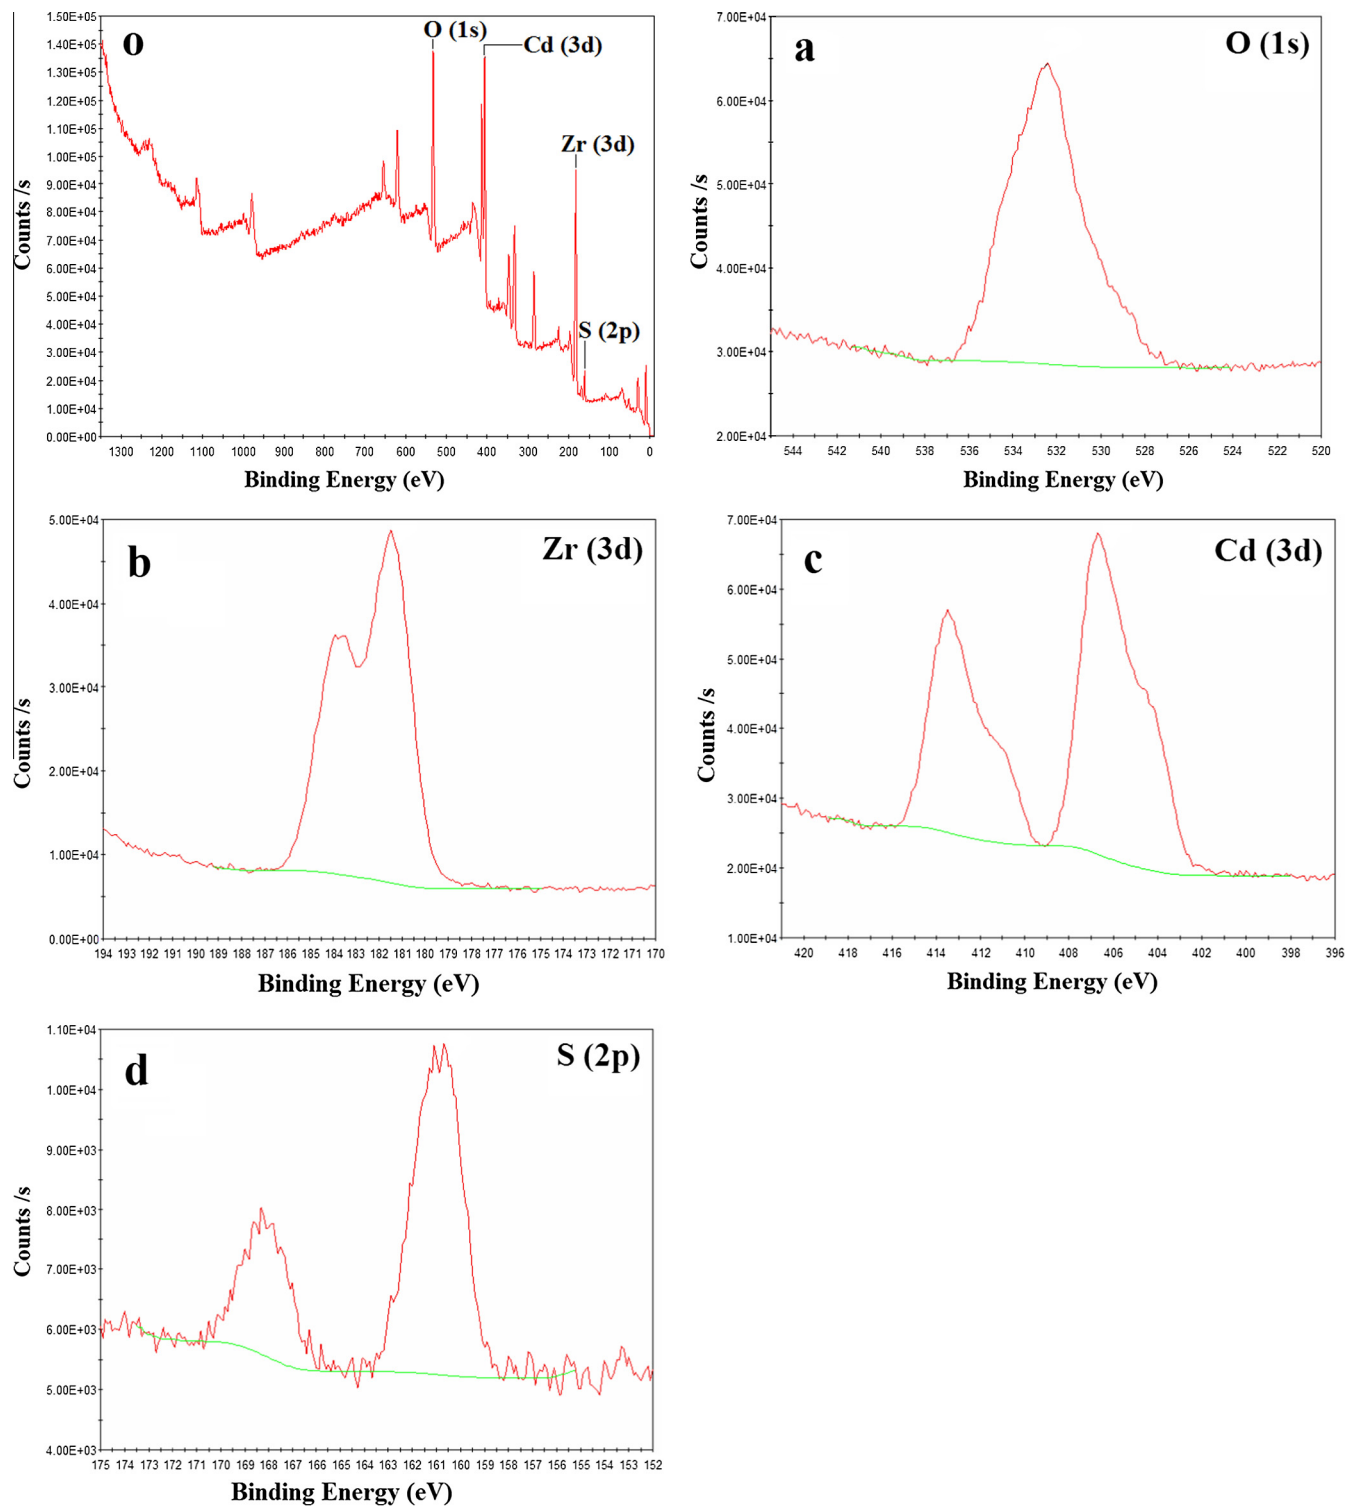 o
O (1s)
Cd (3d)
Zr (3d)
S (2p)
1.50E+05
1.40E+05
1.30E+05
1.20E+05
1.10E+05
1.00E+05
9.00E+04
8.00E+04
7.00E+04
6.00E+04
5.00E+04
4.00E+04
3.00E+04
2.00E+04
1.00E+04
0.00E+00
Counts /s
1300 1200 1100 1000 900 800 700 600 500 400 300 200 100 0
Binding Energy (eV)
a
O (1s)
7.00E+04
6.00E+04
5.00E+04
4.00E+04
3.00E+04
2.00E+04
Counts /s
544 542 540 538 536 534 532 530 528 526 524 522 520
Binding Energy (eV)
b
Zr (3d)
5.00E+04
4.00E+04
3.00E+04
2.00E+04
1.00E+04
0.00E+00
Counts /s
194 193 192 191 190 189 188 187 186 185 184 183 182 181 180 179 178 177 176 175 174 173 172 171 170
Binding Energy (eV)
c
Cd (3d)
7.00E+04
6.00E+04
5.00E+04
4.00E+04
3.00E+04
2.00E+04
1.00E+04
Counts /s
420 418 416 414 412 410 408 406 404 402 400 398 396
Binding Energy (eV)
d
S (2p)
1.10E+04
1.00E+04
9.00E+03
8.00E+03
7.00E+03
6.00E+03
5.00E+03
4.00E+03
Counts /s
175 174 173 172 171 170 169 168 167 166 165 164 163 162 161 160 159 158 157 156 155 154 153 152
Binding Energy (eV)